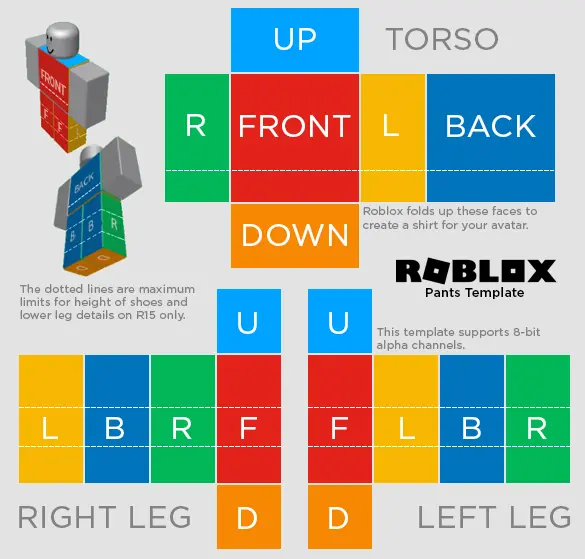 UP
TORSO
R
FRONT
L
BACK
DOWN
FRONT
F
F
L
BACK
B
B
R
D
D
Roblox folds up these faces to
create a shirt for your avatar.
ROBLOX
Pants Template
The dotted lines are maximum
limits for height of shoes and
lower leg details on R15 only.
U
U
This template supports 8-bit
alpha channels.
L
B
R
F
F
L
B
R
RIGHT LEG
D
D
LEFT LEG